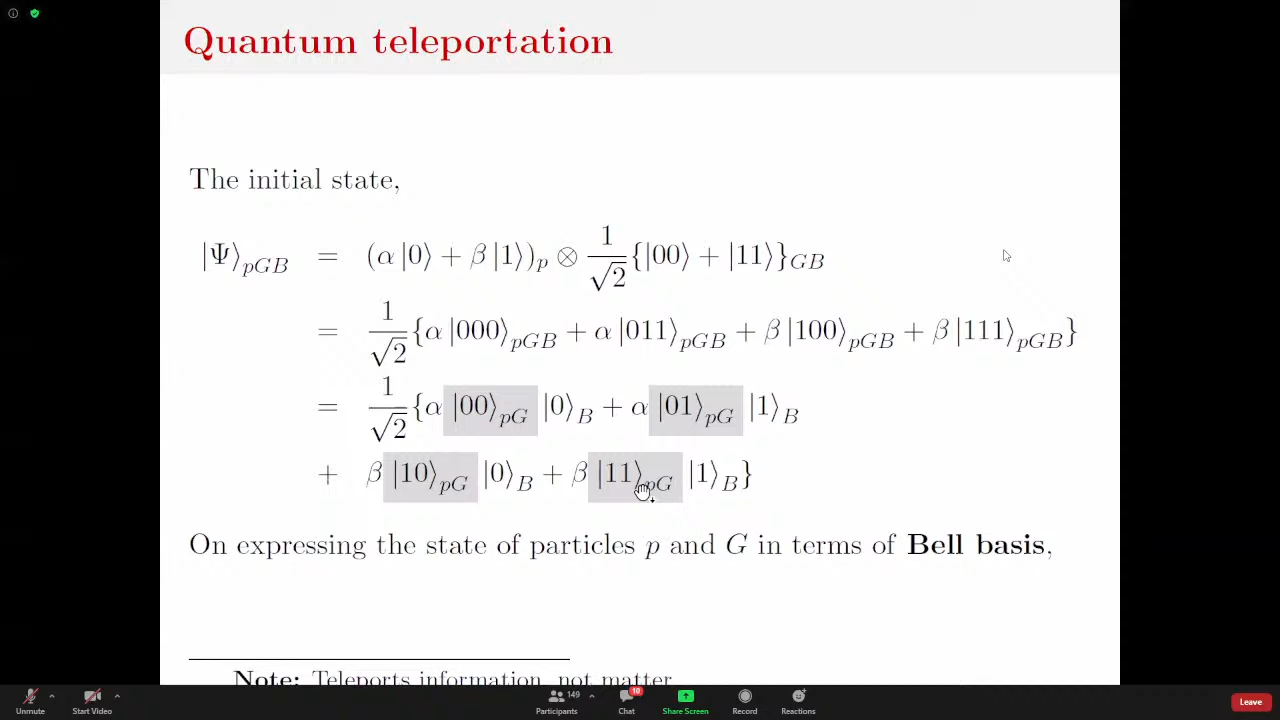 Quantum teleportation
The initial state,
|Ψ⟩_{pGB} = (α|0⟩ + β|1⟩)_p ⊗ 1/√2 {|00⟩ + |11⟩}_{GB}
= 1/√2 {α|000⟩_{pGB} + α|011⟩_{pGB} + β|100⟩_{pGB} + β|111⟩_{pGB}}
= 1/√2 {α|00⟩_{pG} |0⟩_B + α|01⟩_{pG} |1⟩_B
+ β|10⟩_{pG} |0⟩_B + β|11⟩_{pG} |1⟩_B}
On expressing the state of particles p and G in terms of Bell basis,
Note: Teleports information, not matter
Unmute Start Video Participants 149 Chat 10 Share Screen Record Reactions Leave